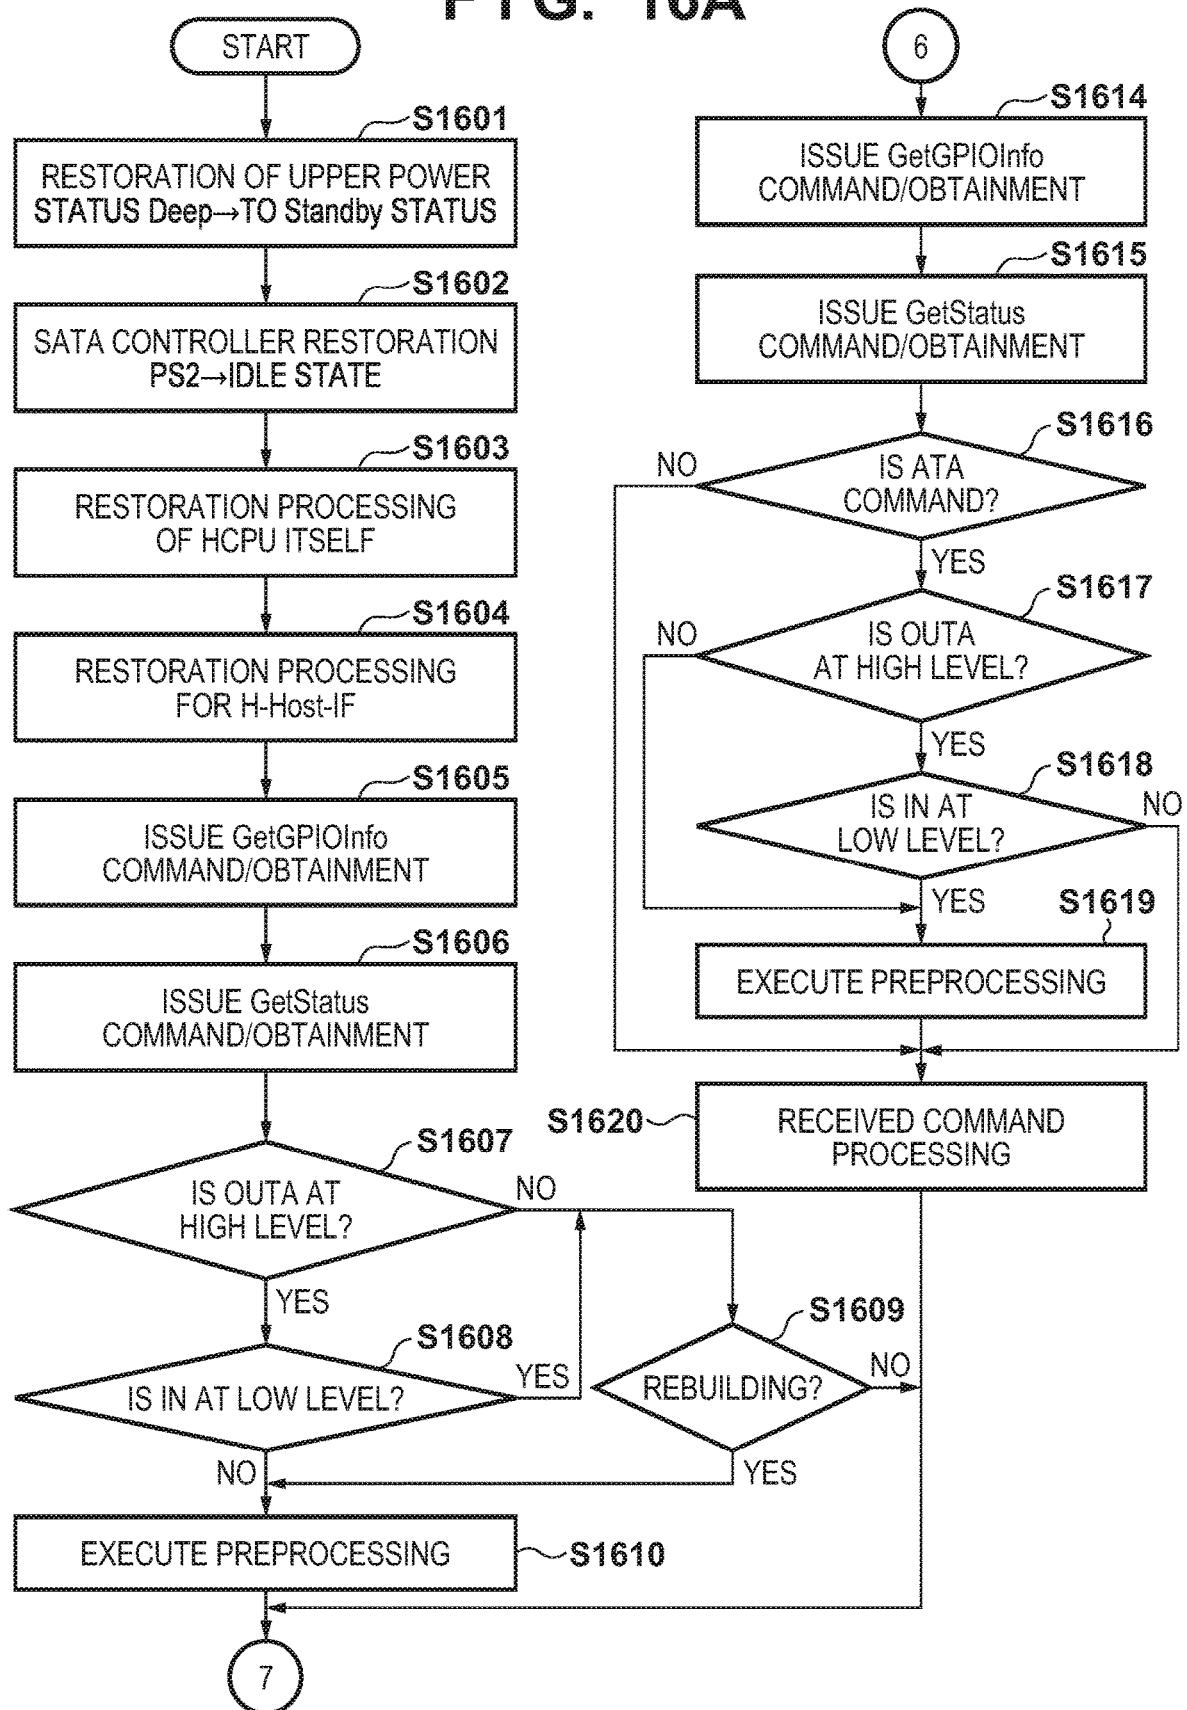 FIG. 16A
START
S1601
RESTORATION OF UPPER POWER
STATUS Deep→TO Standby STATUS
S1602
SATA CONTROLLER RESTORATION
PS2→IDLE STATE
S1603
RESTORATION PROCESSING
OF HCPU ITSELF
S1604
RESTORATION PROCESSING
FOR H-Host-IF
S1605
ISSUE GetGPIOInfo
COMMAND/OBTAINMENT
S1606
ISSUE GetStatus
COMMAND/OBTAINMENT
S1607
IS OUTA AT
HIGH LEVEL?
NO
YES
S1608
IS IN AT LOW LEVEL?
YES
NO
S1609
REBUILDING?
NO
YES
EXECUTE PREPROCESSING
S1610
7
6
S1614
ISSUE GetGPIOInfo
COMMAND/OBTAINMENT
S1615
ISSUE GetStatus
COMMAND/OBTAINMENT
S1616
NO
IS ATA
COMMAND?
YES
S1617
NO
IS OUTA
AT HIGH LEVEL?
YES
S1618
IS IN AT
LOW LEVEL?
NO
YES
S1619
EXECUTE PREPROCESSING
S1620
RECEIVED COMMAND
PROCESSING